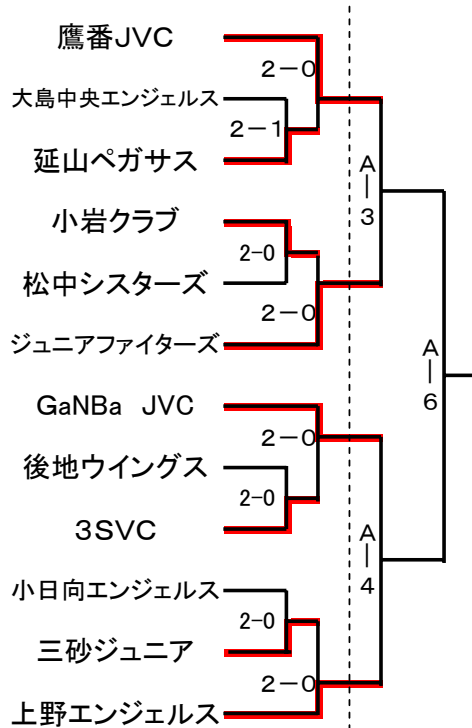 鷹番JVC
2－0
大島中央エンジェルス
2－1
延山ペガサス
A｜3
小岩クラブ
2-0
松中シスターズ
2－0
ジュニアファイターズ
A｜6
GaNBa　JVC
2－0
後地ウイングス
2-0
3SVC
A｜4
小日向エンジェルス
2-0
三砂ジュニア
2－0
上野エンジェルス